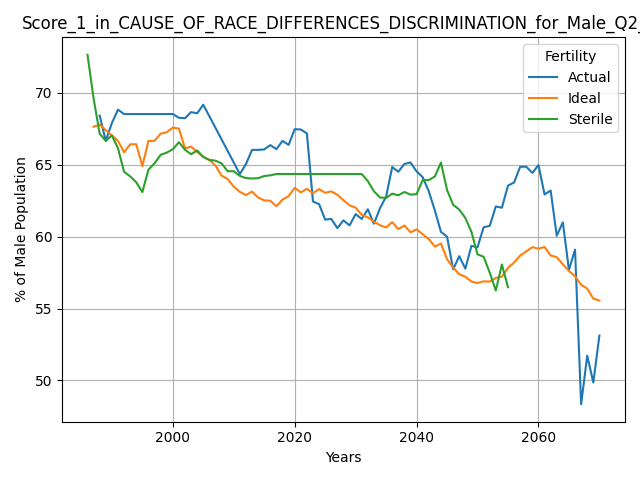 Score_1_in_CAUSE_OF_RACE_DIFFERENCES_DISCRIMINATION_for_Male_Q2_
Fertility
Actual
Ideal
Sterile
% of Male Population
70
65
60
55
50
2000
2020
2040
2060
Years